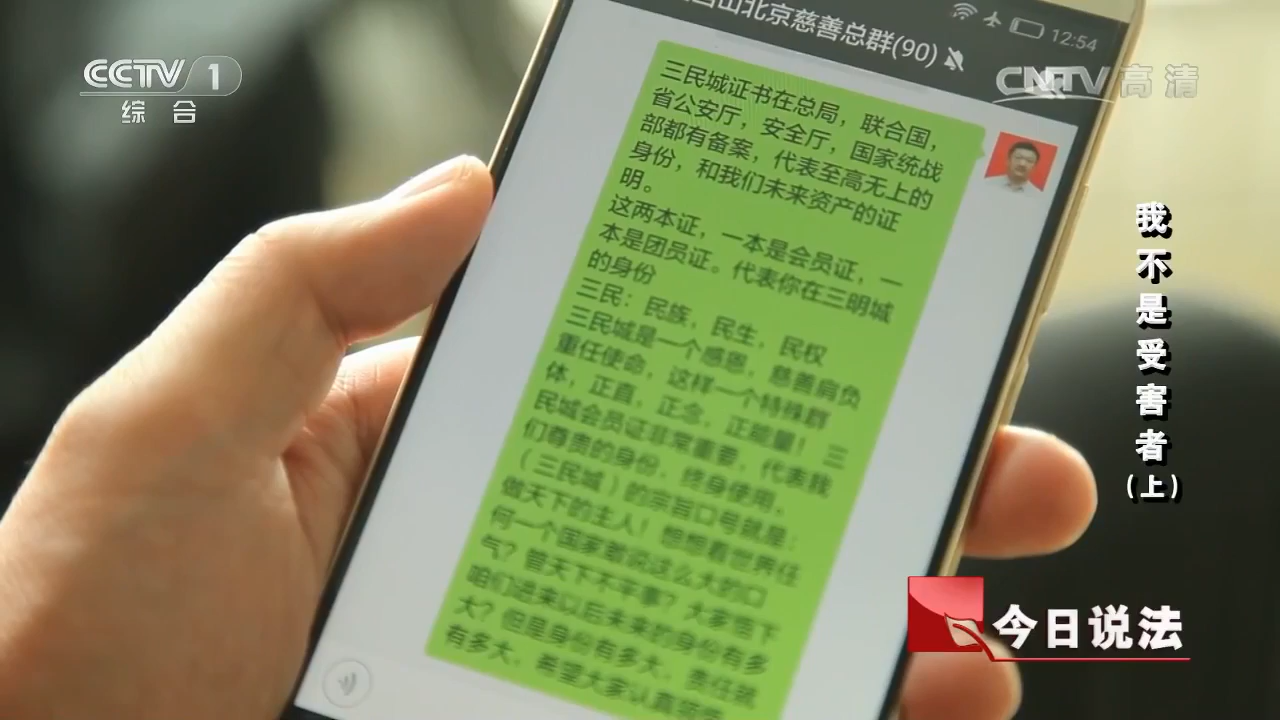 CCTV 1
综合
北京慈善总群(90)
12:54
CNTV高清
三民城证书在总局，联合国，
省公安厅，安全厅，国家统战
部都有备案，代表至高无上的
身份，和我们未来资产的证
明。
这两本证，一本是会员证，一
本是团员证。代表你在三明城
的身份
三民：民族，民生，民权
三民城是一个感恩，慈善肩负
重任使命，这样一个特殊群
体，正直，正念，正能量！三
民城会员证非常重要，代表我
们尊贵的身份，终身使用，
（三民城）的宗旨口号就是：
做天下的主人！想想看世界任
何一个国家敢说这么大的口
气？管天下不平事？大家培下
咱们进来以后未来的身份有多
大？但是身份有多大，责任就
有多大，希望大家认真
我不是受害者(上)
今日说法